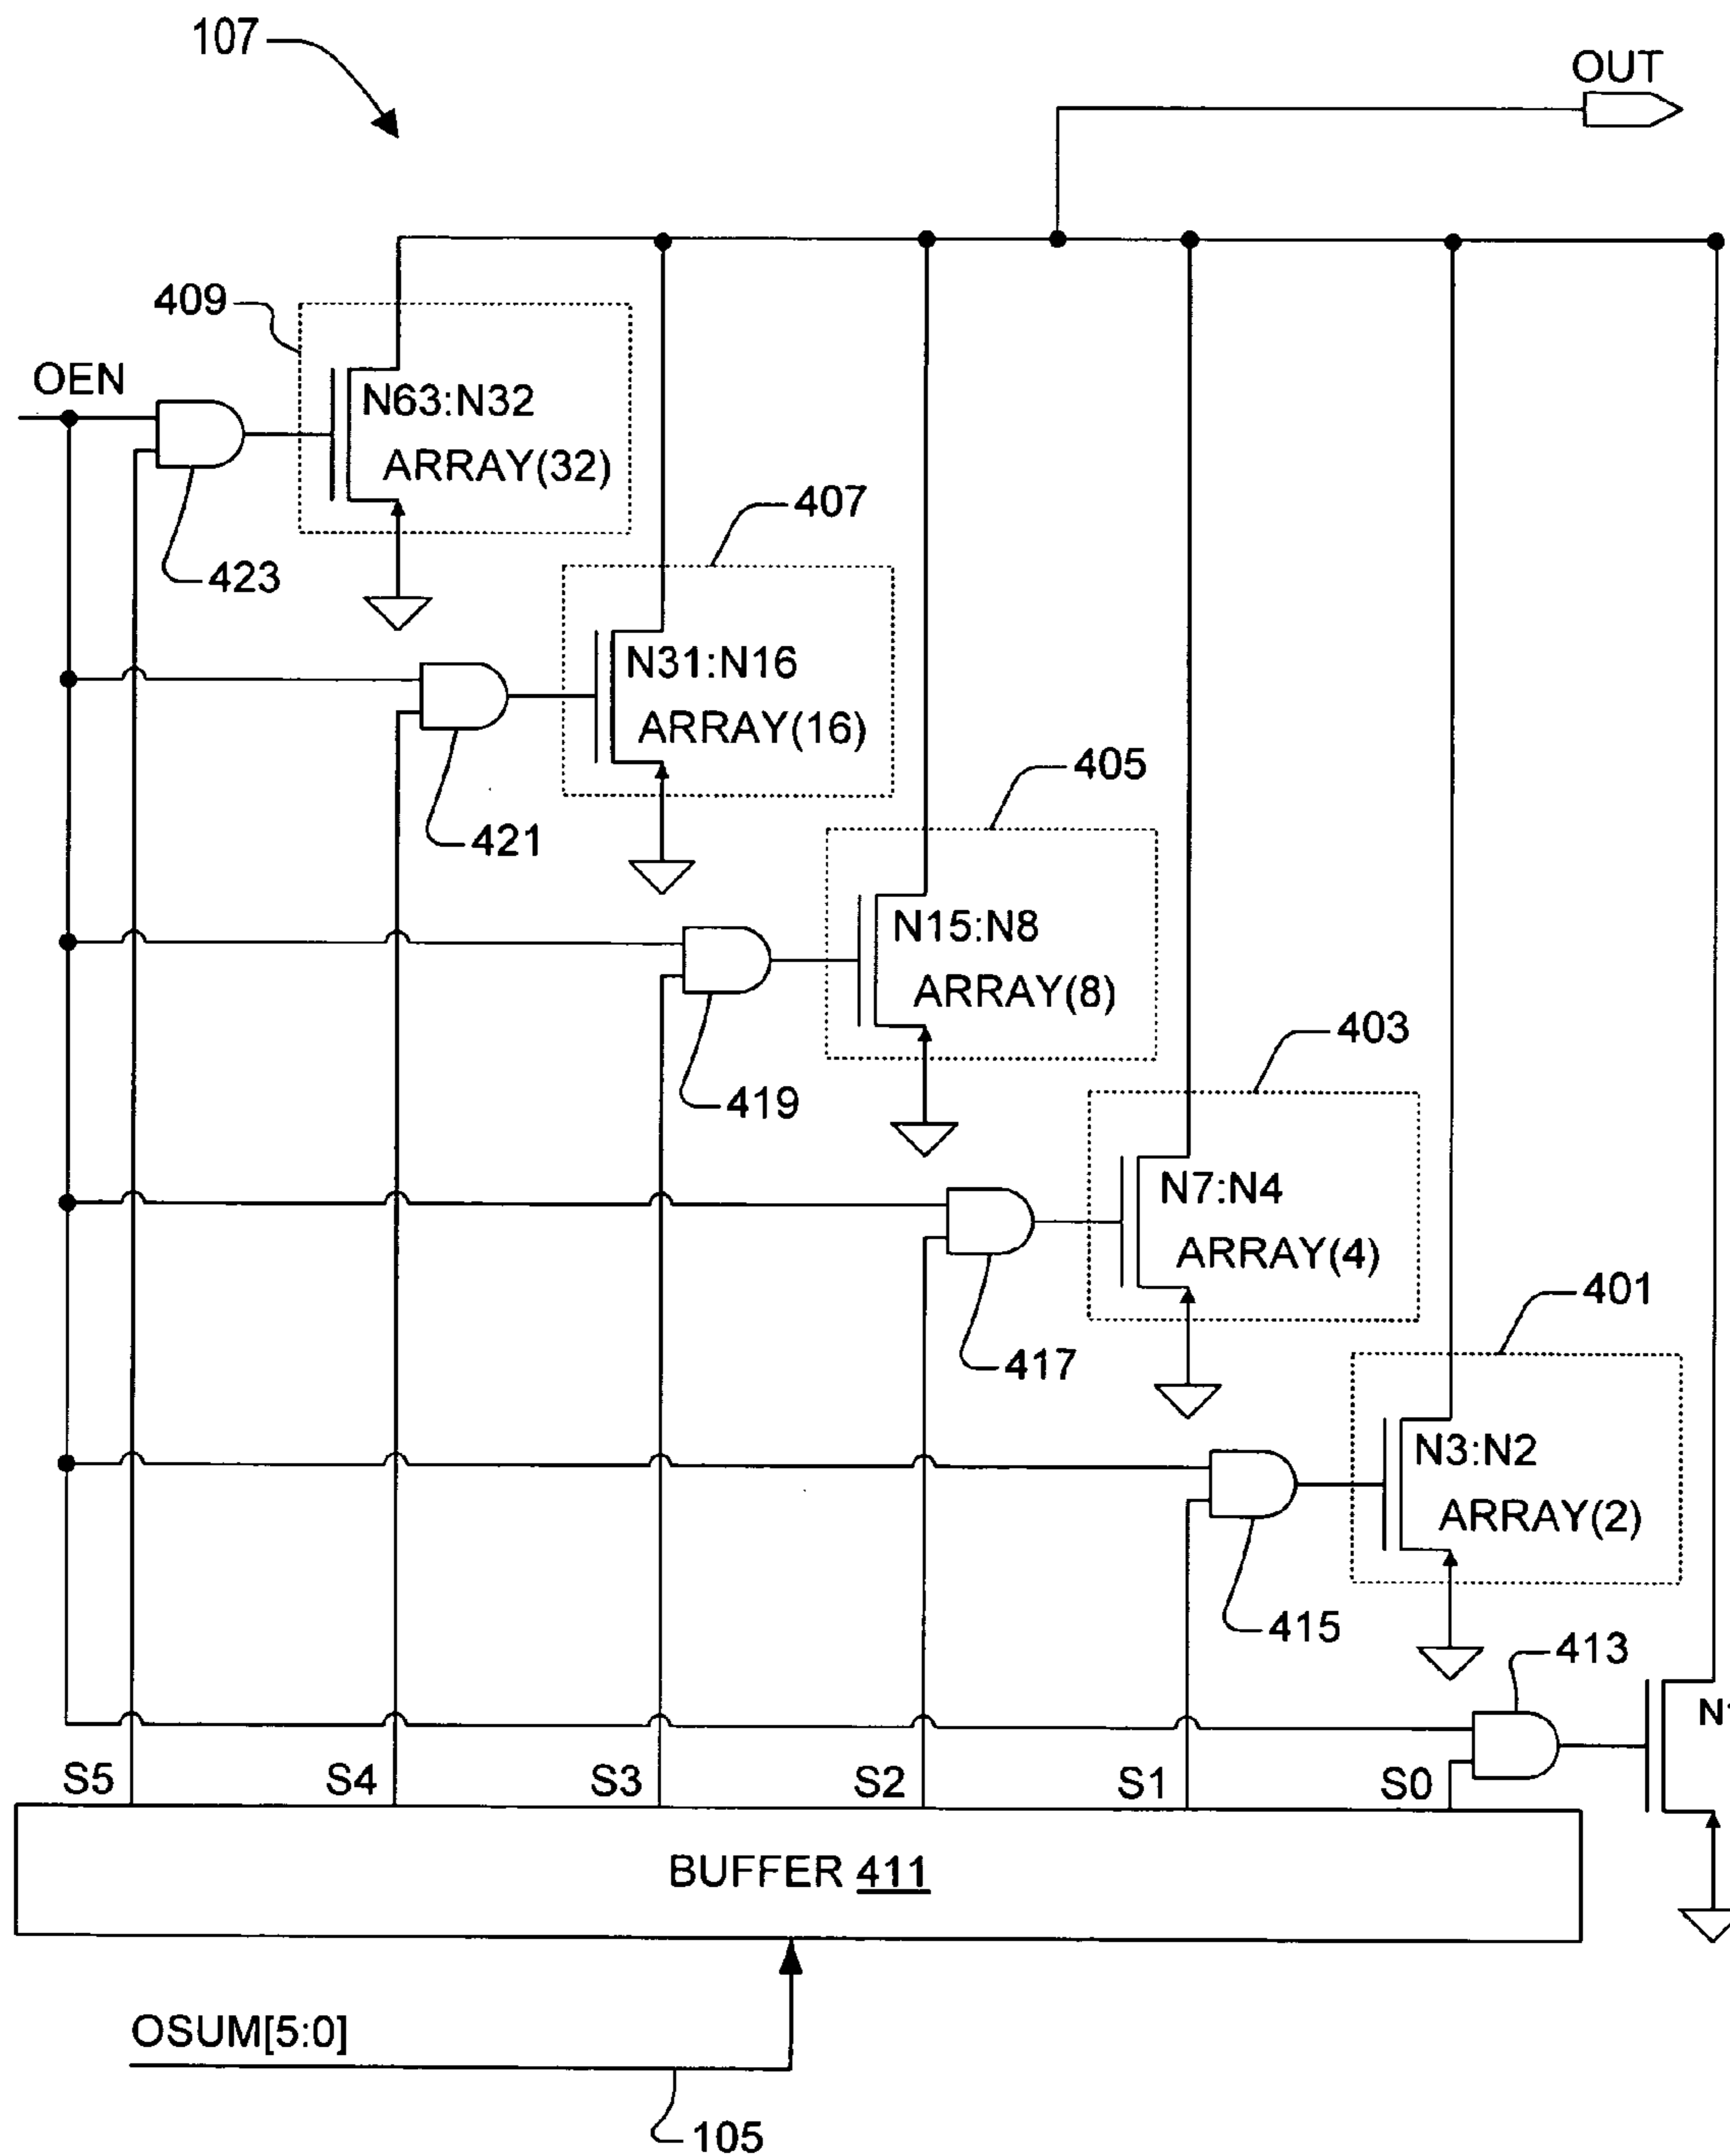 107
OUT
409
OEN
N63:N32
ARRAY(32)
407
423
N31:N16
ARRAY(16)
405
421
N15:N8
ARRAY(8)
403
419
N7:N4
ARRAY(4)
401
417
N3:N2
ARRAY(2)
415
413
N1
S5
S4
S3
S2
S1
S0
BUFFER 411
OSUM[5:0]
105